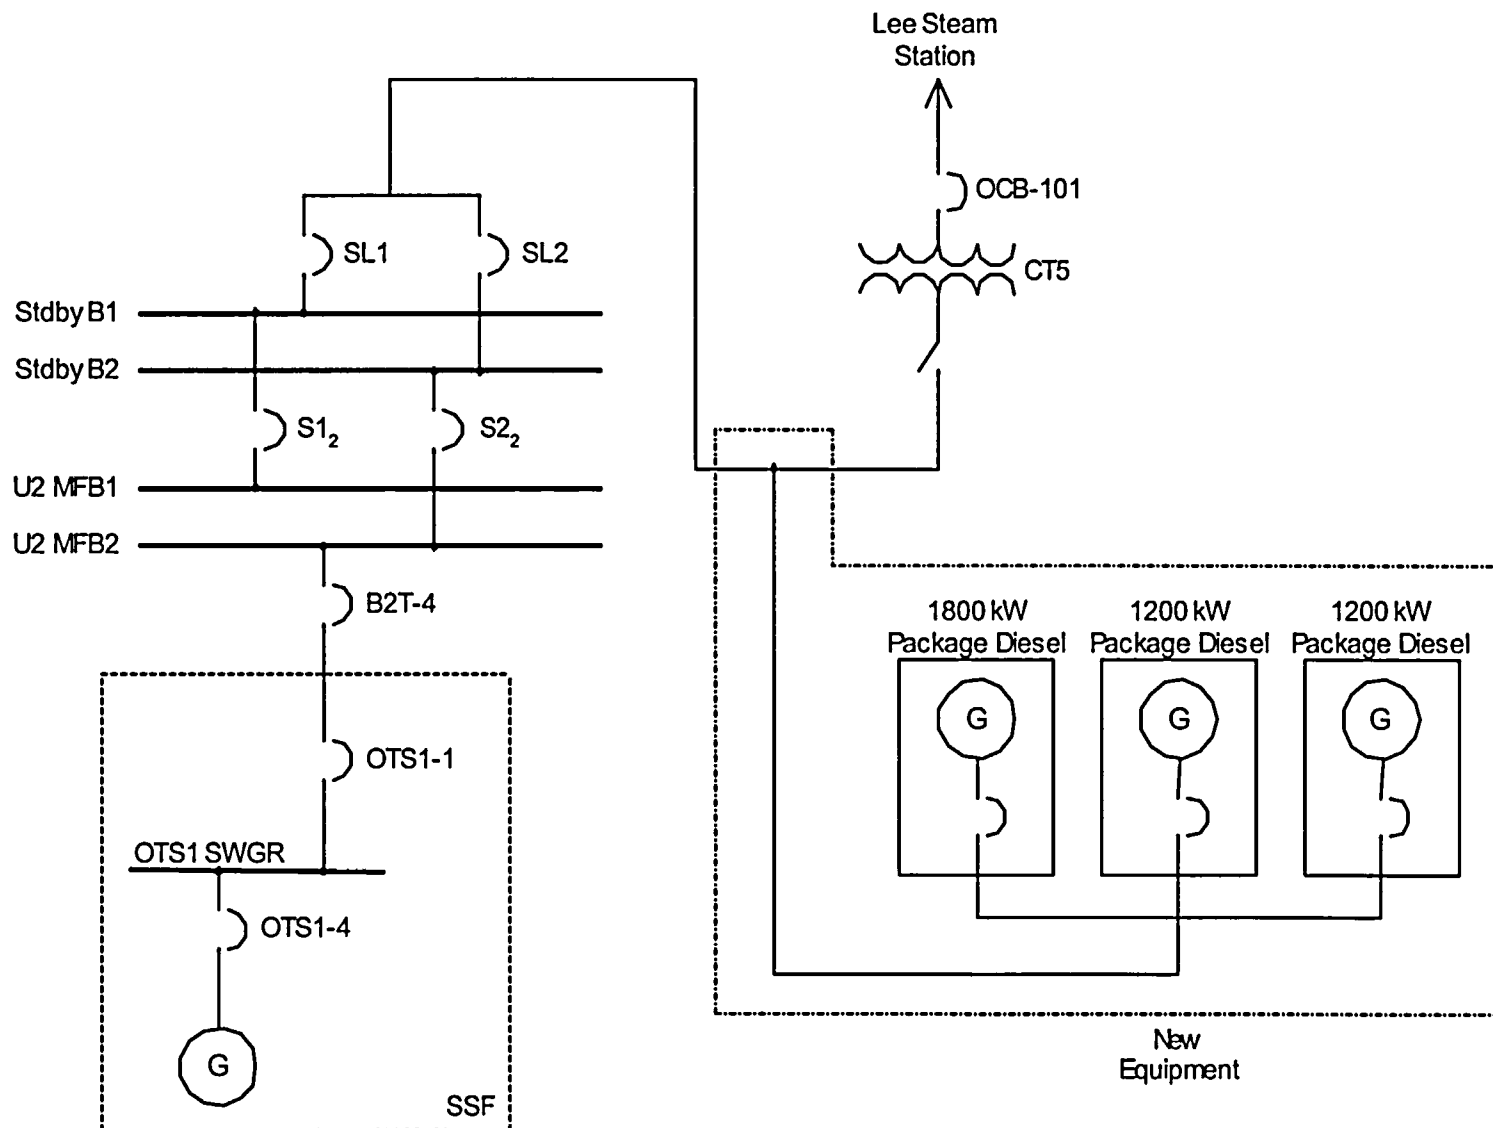 Lee Steam
Station
OCB-101
SL1
SL2
CT5
Stdby B1
Stdby B2
S1₂
S2₂
U2 MFB1
U2 MFB2
B2T-4
1800 kW
Package Diesel
1200 kW
Package Diesel
1200 kW
Package Diesel
G
G
G
OTS1-1
OTS1 SWGR
OTS1-4
G
SSF
New
Equipment